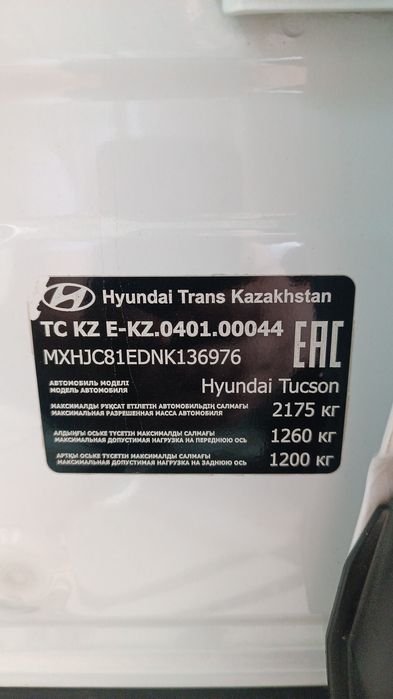 Hyundai Trans Kazakhstan
TC KZ E-KZ.0401.00044
MXHJC81EDNK136976
EAC
АВТОМОБИЛЬ МОДЕЛІ
МОДЕЛЬ АВТОМОБИЛЯ
Hyundai Tucson
МАКСИМАЛДЫ РҰҚСАТ ЕТІЛЕТІН АВТОМОБИЛЬДІҢ САЛМАҒЫ
МАКСИМАЛЬНАЯ РАЗРЕШЕННАЯ МАССА АВТОМОБИЛЯ
2175 кг
АЛДЫҢҒЫ ОСЬКЕ ТҮСЕТІН МАКСИМАЛДЫ САЛМАҒЫ
МАКСИМАЛЬНАЯ ДОПУСТИМАЯ НАГРУЗКА НА ПЕРЕДНЮЮ ОСЬ
1260 кг
АРТҚЫ ОСЬКЕ ТҮСЕТІН МАКСИМАЛДЫ САЛМАҒЫ
МАКСИМАЛЬНАЯ ДОПУСТИМАЯ НАГРУЗКА НА ЗАДНЮЮ ОСЬ
1200 кг